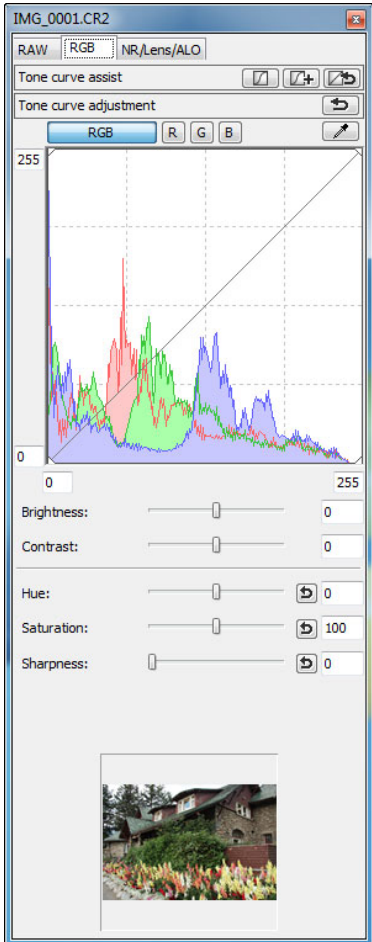 IMG_0001.CR2
RAW RGB NR/Lens/ALO
Tone curve assist
Tone curve adjustment
RGB R G B
255
0
0 255
Brightness: 0
Contrast: 0
Hue: 0
Saturation: 100
Sharpness: 0